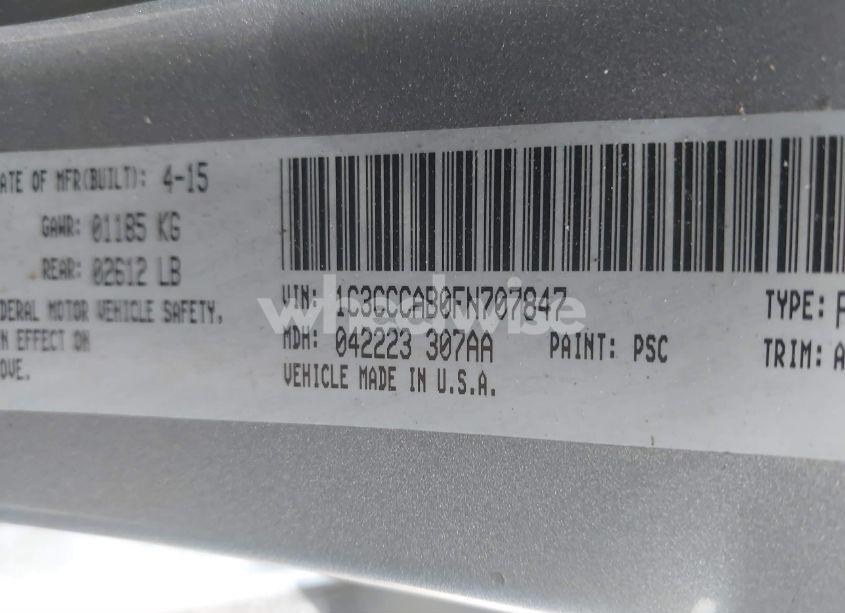 ATE OF MFR(BUILT): 4-15
GAWR: 01185 KG
REAR: 02612 LB
DERAL MOTOR VEHICLE SAFETY,
N EFFECT ON
OVE.
VIN: 1C3CCCAB0FN707847
MDH: 042223 307AA
PAINT: PSC
VEHICLE MADE IN U.S.A.
TYPE: P
TRIM: A
wheelwise